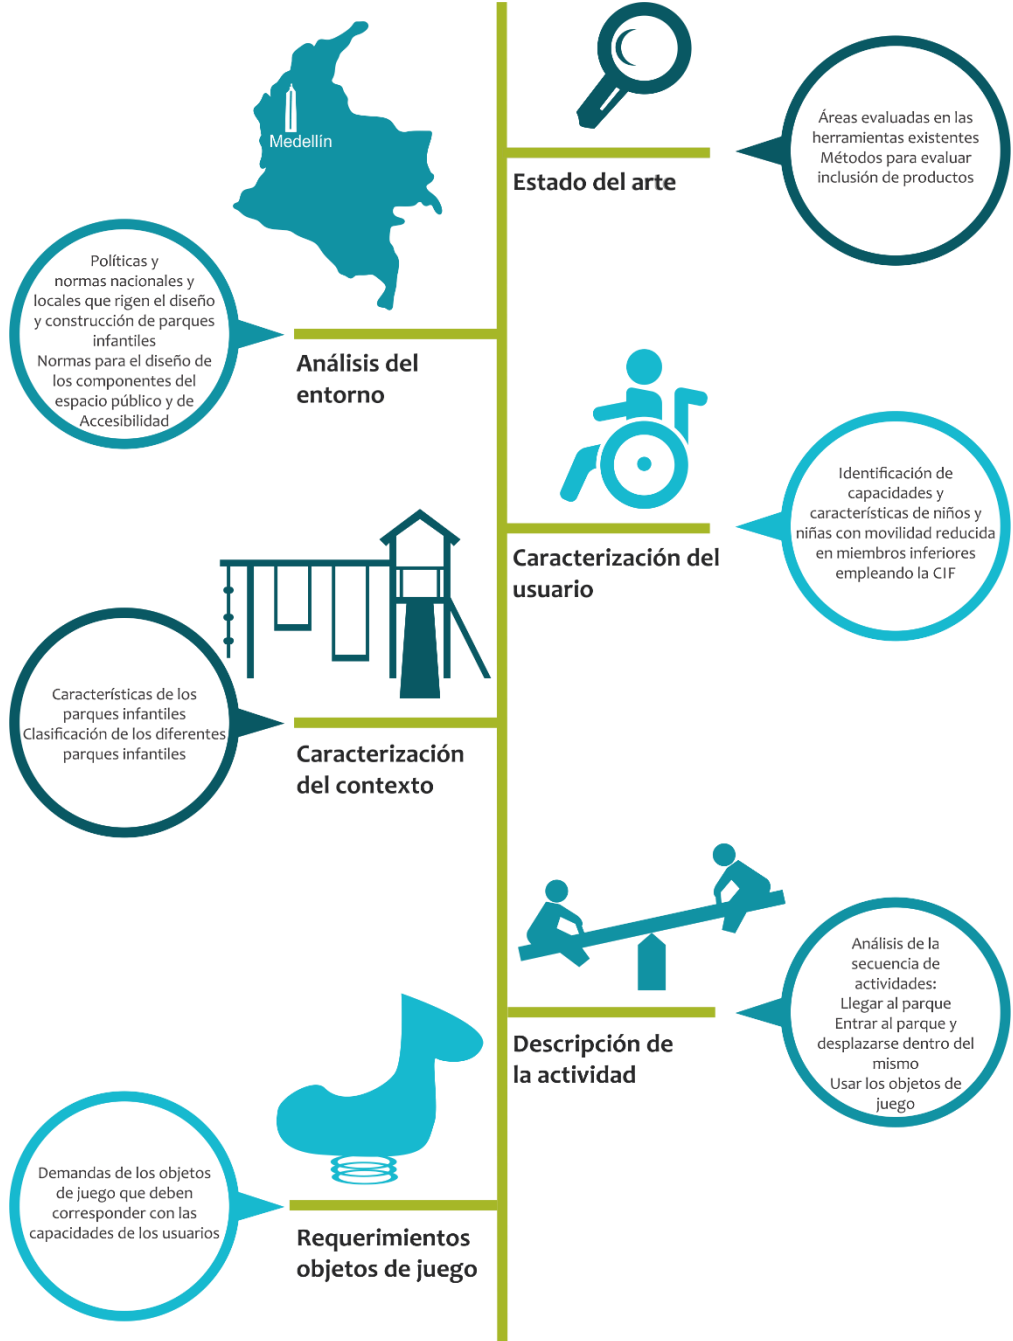 Estado del arte
Áreas evaluadas en las
herramientas existentes
Métodos para evaluar
inclusión de productos
Medellín
Análisis del
entorno
Políticas y
normas nacionales y
locales que rigen el diseño
y construcción de parques
infantiles
Normas para el diseño de
los componentes del
espacio público y de
Accesibilidad
Caracterización del
usuario
Identificación de
capacidades y
características de niños y
niñas con movilidad reducida
en miembros inferiores
empleando la CIF
Caracterización
del contexto
Características de los
parques infantiles
Clasificación de los diferentes
parques infantiles
Descripción de
la actividad
Análisis de la
secuencia de
actividades:
Llegar al parque
Entrar al parque y
desplazarse dentro del
mismo
Usar los objetos de
juego
Requerimientos
objetos de juego
Demandas de los objetos
de juego que deben
corresponder con las
capacidades de los usuarios